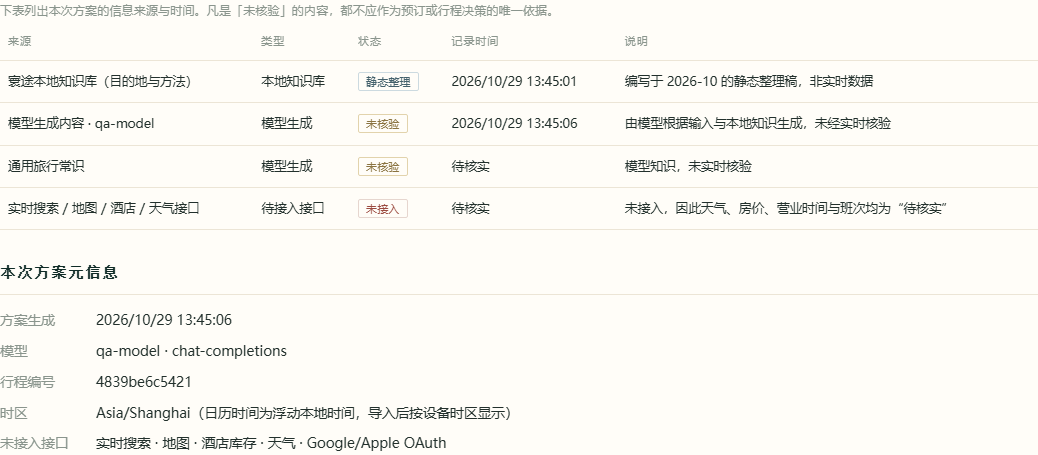 下表列出本次方案的信息来源与时间。凡是「未核验」的内容，都不应作为预订或行程决策的唯一依据。
来源 类型 状态 记录时间 说明
寰途本地知识库（目的地与方法） 本地知识库 静态整理 2026/10/29 13:45:01 编写于 2026-10 的静态整理稿，非实时数据
模型生成内容 · qa-model 模型生成 未核验 2026/10/29 13:45:06 由模型根据输入与本地知识生成，未经实时核验
通用旅行常识 模型生成 未核验 待核实 模型知识，未实时核验
实时搜索 / 地图 / 酒店 / 天气接口 待接入接口 未接入 待核实 未接入，因此天气、房价、营业时间与班次均为“待核实”
本次方案元信息
方案生成 2026/10/29 13:45:06
模型 qa-model · chat-completions
行程编号 4839be6c5421
时区 Asia/Shanghai（日历时间为浮动本地时间，导入后按设备时区显示）
未接入接口 实时搜索 · 地图 · 酒店库存 · 天气 · Google/Apple OAuth